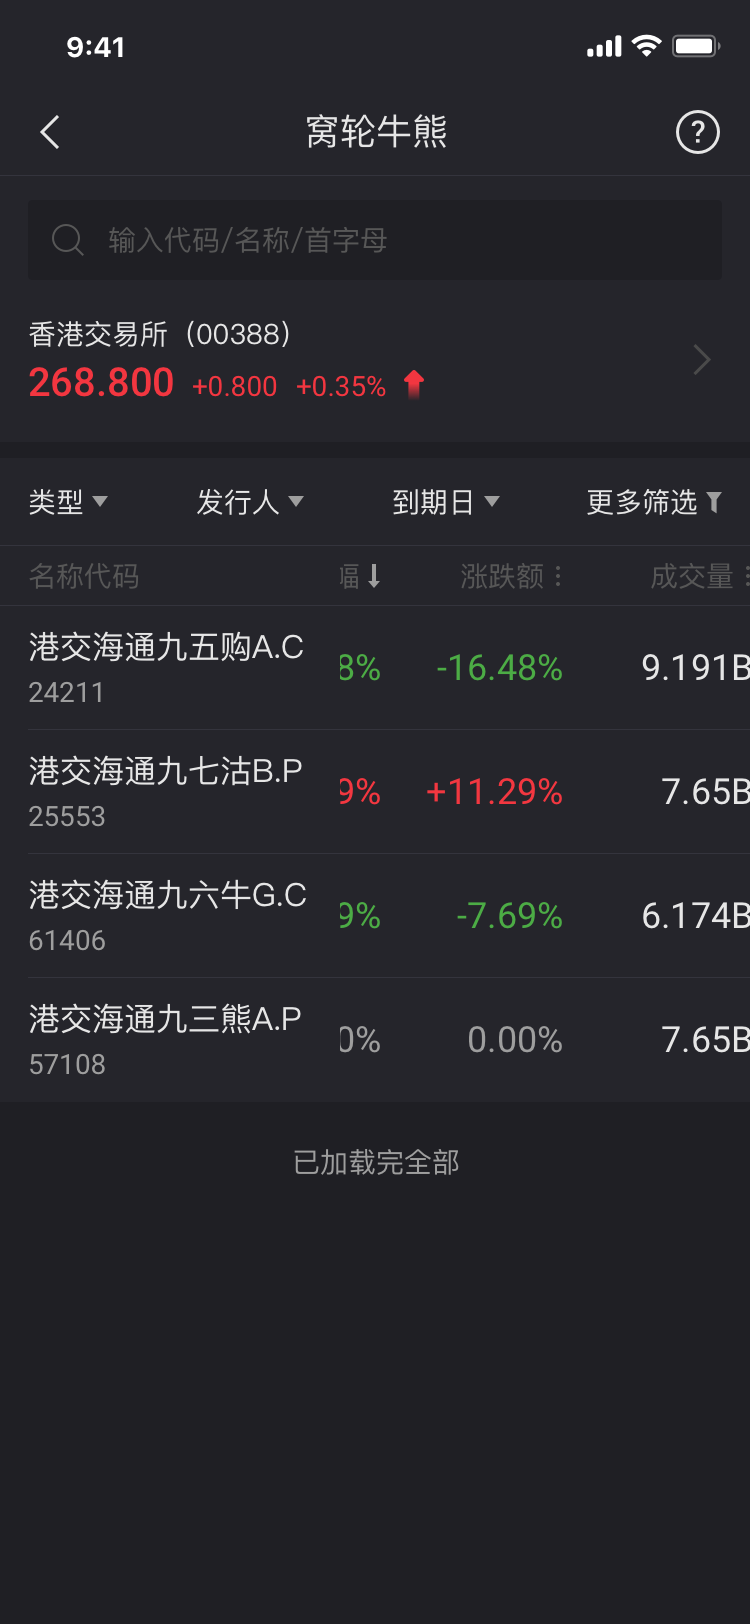 9:41
窝轮牛熊
?
输入代码/名称/首字母
香港交易所（00388）
268.800 +0.800 +0.35%
类型 发行人 到期日 更多筛选
名称代码 幅 涨跌额 成交量
港交海通九五购A.C 8% -16.48% 9.191B
24211
港交海通九七沽B.P 9% +11.29% 7.65B
25553
港交海通九六牛G.C 9% -7.69% 6.174B
61406
港交海通九三熊A.P 0% 0.00% 7.65B
57108
已加载完全部